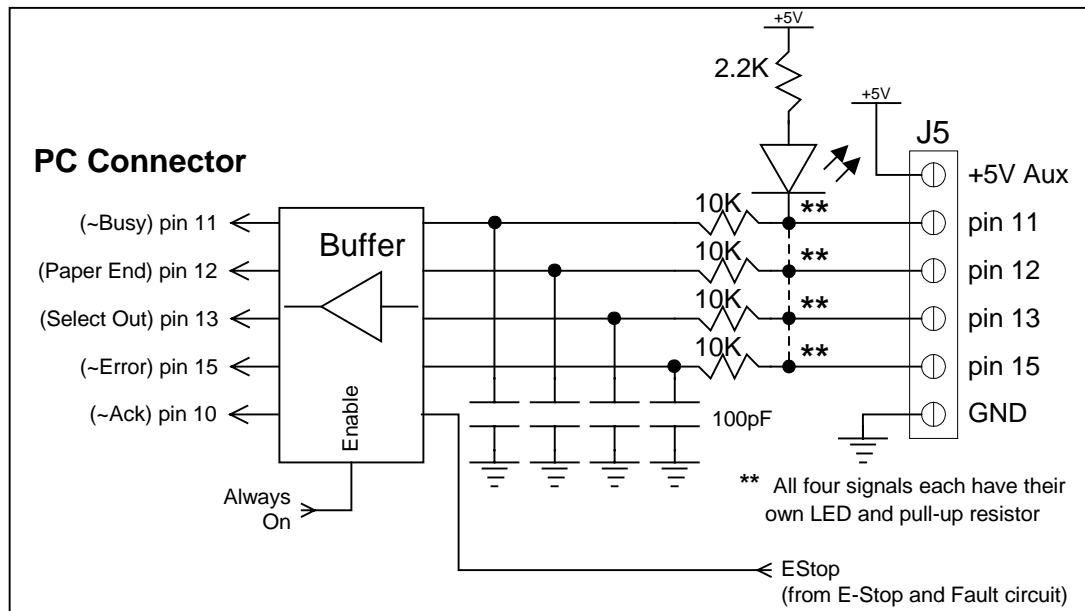 +5V
2.2K
+5V
J5
PC Connector
+5V Aux
(~Busy) pin 11
10K
**
pin 11
Buffer
(Paper End) pin 12
10K
**
pin 12
(Select Out) pin 13
10K
**
pin 13
(~Error) pin 15
10K
**
pin 15
(~Ack) pin 10
Enable
100pF
GND
Always
On
** All four signals each have their
own LED and pull-up resistor
EStop
(from E-Stop and Fault circuit)